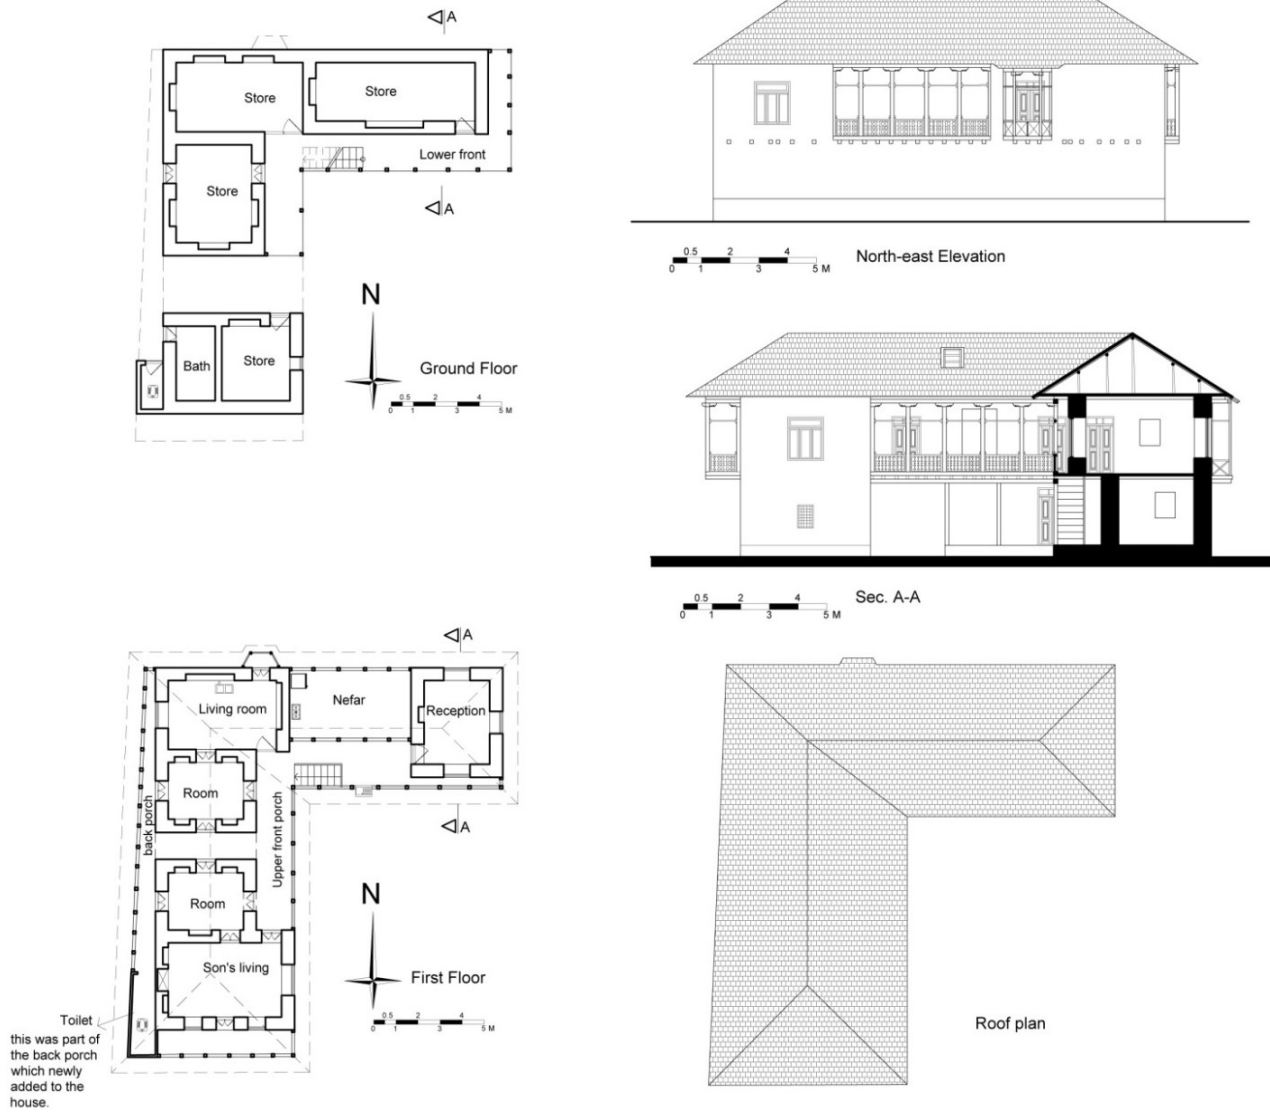 A
Store
Store
Lower front
Store
A
N
Bath
Store
Ground Floor
0.5 2 4
0 1 3 5 M
0.5 2 4
0 1 3 5 M
North-east Elevation
0.5 2 4
0 1 3 5 M
Sec. A-A
A
Living room
Nefar
Reception
Room
back porch
Upper front porch
A
Room
N
Son's living
First Floor
0.5 2 4
0 1 3 5 M
Toilet
this was part of
the back porch
which newly
added to the
house.
Roof plan